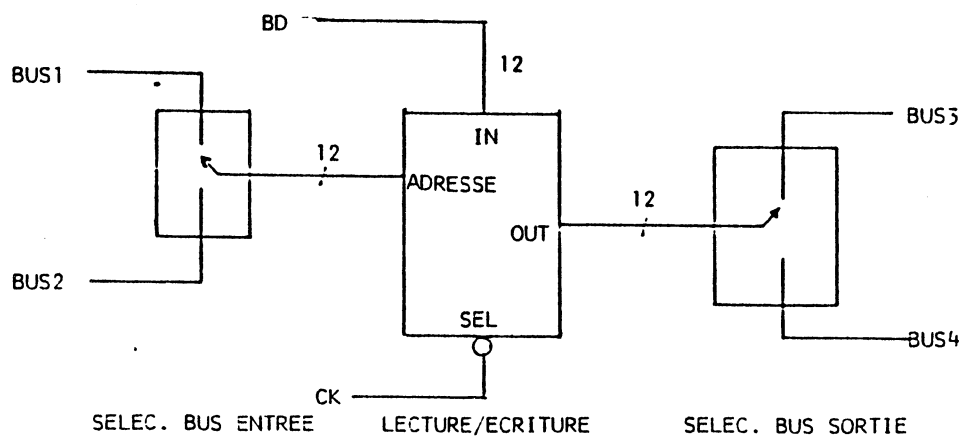 BD
12
BUS1
BUS3
IN
12
ADRESSE
12
OUT
BUS2
SEL
BUS4
CK
SELEC. BUS ENTREE
LECTURE/ECRITURE
SELEC. BUS SORTIE